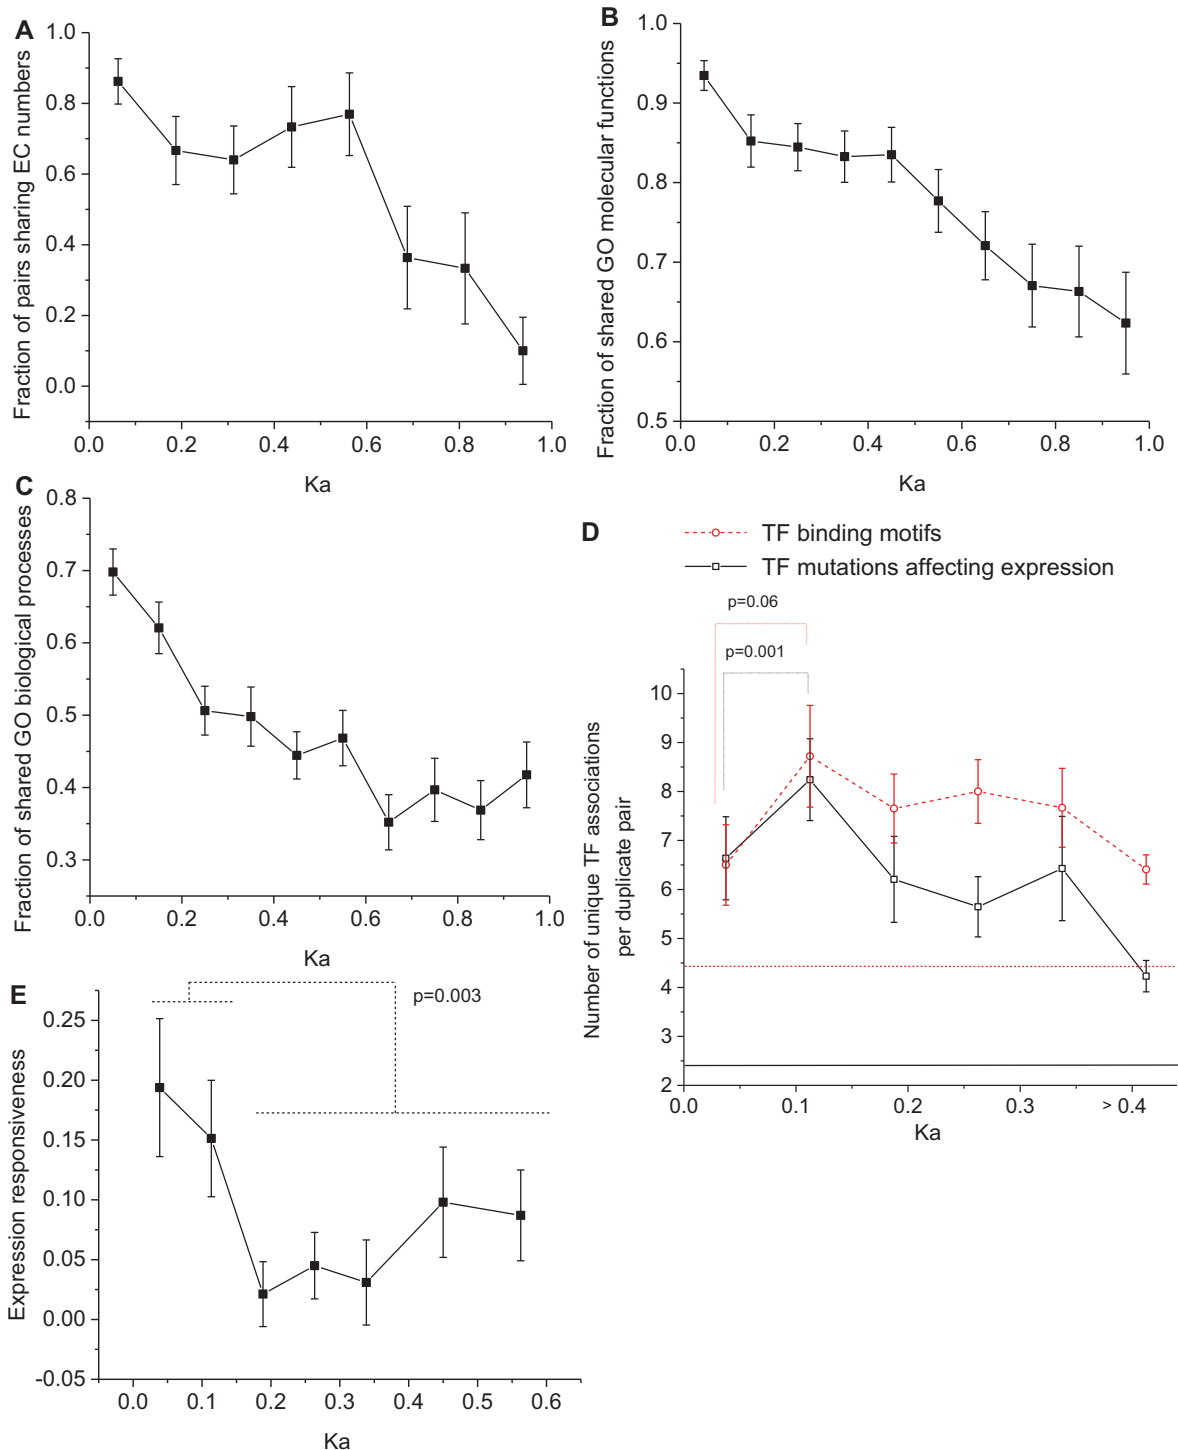 A
Fraction of pairs sharing EC numbers
1.0
0.8
0.6
0.4
0.2
0.0
0.0 0.2 0.4 0.6 0.8 1.0
Ka
B
Fraction of shared GO molecular functions
1.0
0.9
0.8
0.7
0.6
0.5
0.0 0.2 0.4 0.6 0.8 1.0
Ka
C
Fraction of shared GO biological processes
0.8
0.7
0.6
0.5
0.4
0.3
0.0 0.2 0.4 0.6 0.8 1.0
Ka
D
TF binding motifs
TF mutations affecting expression
p=0.06
p=0.001
Number of unique TF associations
per duplicate pair
10
9
8
7
6
5
4
3
2
0.0 0.1 0.2 0.3 > 0.4
Ka
E
p=0.003
Expression responsiveness
0.25
0.20
0.15
0.10
0.05
0.00
-0.05
0.0 0.1 0.2 0.3 0.4 0.5 0.6
Ka